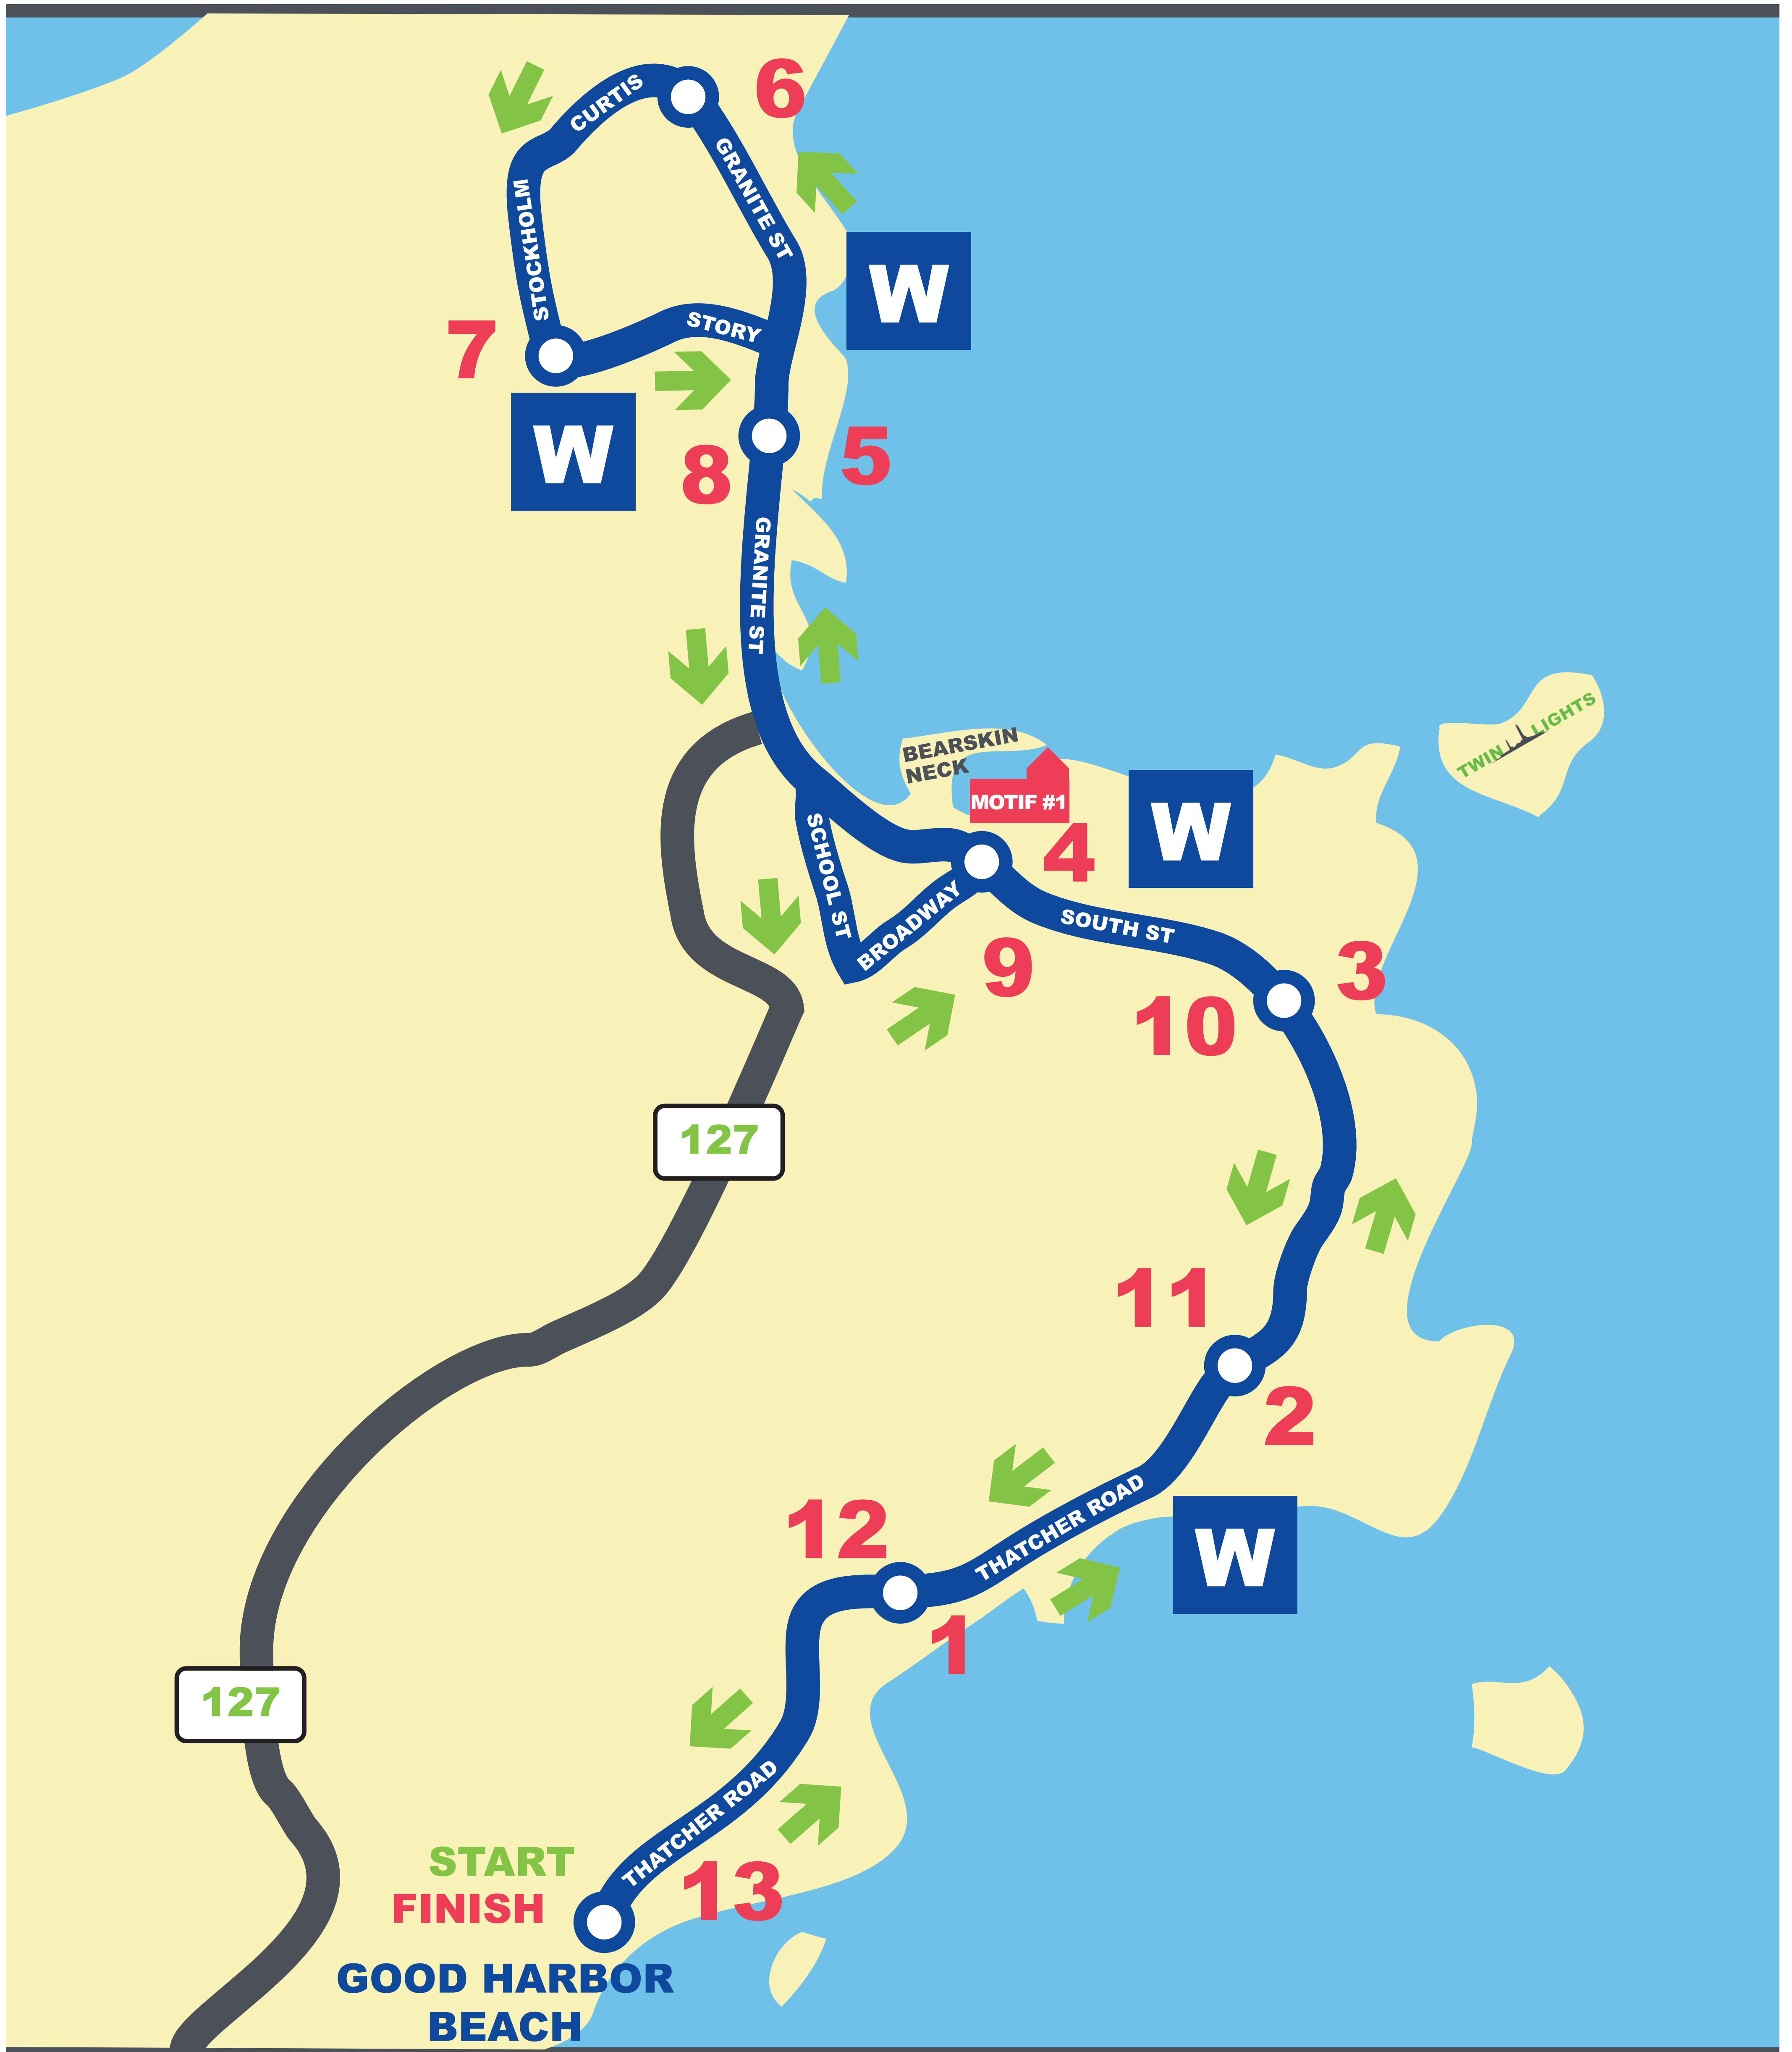 6
CURTIS
GRANITE ST
STOCKHOLM
W
STORY
7
W
8
5
GRANITE ST
TWIN LIGHTS
BEARSKIN
NECK
MOTIF #1
W
4
SCHOOL ST
BROADWAY
SOUTH ST
9
3
10
127
11
2
THATCHER ROAD
12
W
1
127
THATCHER ROAD
START
FINISH
13
GOOD HARBOR
BEACH